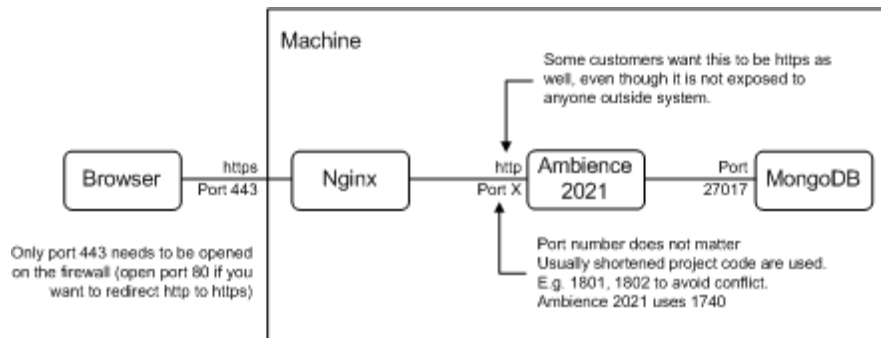 Machine
Some customers want this to be https as
well, even though it is not exposed to
anyone outside system.
Browser
https
Port 443
Nginx
http
Port X
Ambience
2021
Port
27017
MongoDB
Only port 443 needs to be opened
on the firewall (open port 80 if you
want to redirect http to https)
Port number does not matter
Usually shortened project code are used.
E.g. 1801, 1802 to avoid conflict.
Ambience 2021 uses 1740